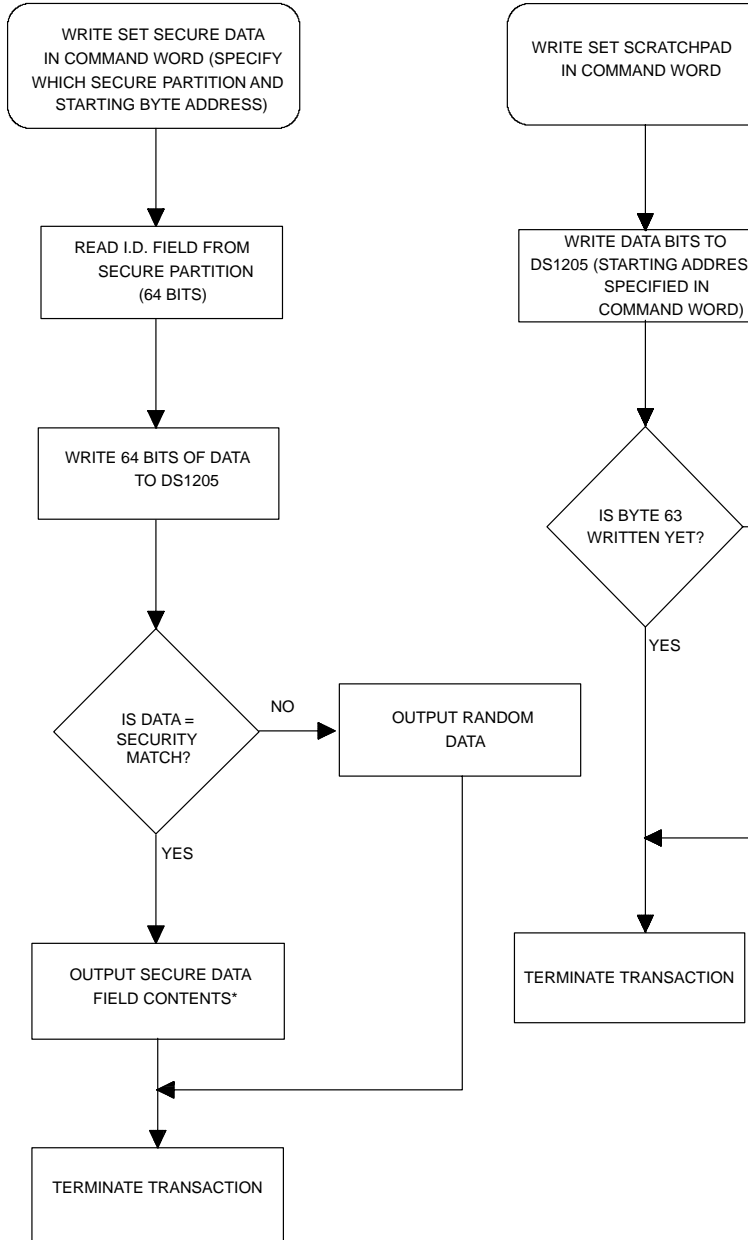 WRITE SET SECURE DATA
IN COMMAND WORD (SPECIFY
WHICH SECURE PARTITION AND
STARTING BYTE ADDRESS)
READ I.D. FIELD FROM
SECURE PARTITION
(64 BITS)
WRITE 64 BITS OF DATA
TO DS1205
IS DATA =
SECURITY
MATCH?
NO
OUTPUT RANDOM
DATA
YES
OUTPUT SECURE DATA
FIELD CONTENTS*
TERMINATE TRANSACTION
WRITE SET SCRATCHPAD
IN COMMAND WORD
WRITE DATA BITS TO
DS1205 (STARTING ADDRES
SPECIFIED IN
COMMAND WORD)
IS BYTE 63
WRITTEN YET?
YES
TERMINATE TRANSACTION